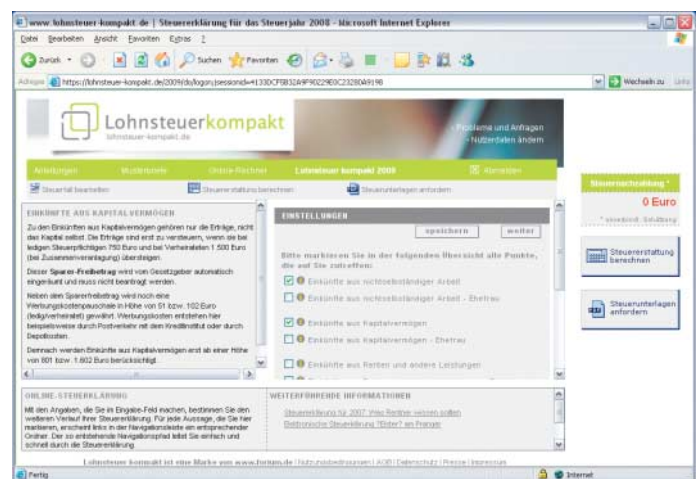 www.lohnsteuer-kompakt.de | Steuererklärung für das Steuerjahr 2008 - Microsoft Internet Explorer
Datei Bearbeiten Ansicht Favoriten Extras ?
Zurück Suchen Favoriten
Adresse https://lohnsteuer-kompakt.de/2009/do/logon;jsessionid= Wechseln zu Links
Lohnsteuerkompakt
lohnsteuer-kompakt.de
Probleme und Anfragen
Nutzerdaten ändern
Anleitungen Musterbriefe Online-Rechner Lohnsteuer kompakt 2008 Abmelden
Steuerfall bearbeiten Steuererstattung berechnen Steuerunterlagen anfordern
Steuernachzahlung *
0 Euro
* unverbindl. Schätzung
Steuererstattung
berechnen
Steuerunterlagen
anfordern
EINKÜNFTE AUS KAPITALVERMÖGEN
Zu den Einkünften aus Kapitalvermögen gehören nur die Erträge, nicht
das Kapital selbst. Die Erträge sind erst zu versteuern, wenn sie bei
ledigen Steuerpflichtigen 750 Euro und bei Verheirateten 1.500 Euro
(bei Zusammenveranlagung) übersteigen.
Dieser Sparer-Freibetrag wird vom Gesetzgeber automatisch
eingeräumt und muss nicht beantragt werden.
Neben dem Sparerfreibetrag wird noch eine
Werbungskostenpauschale in Höhe von 51 bzw. 102 Euro
(ledig/verheiratet) gewährt. Werbungskosten entstehen hier
beispielsweise durch Postverkehr mit dem Kreditinstitut oder durch
Depotkosten.
Demnach werden Einkünfte aus Kapitalvermögen erst ab einer Höhe
von 801 bzw. 1.602 Euro berücksichtigt.
EINSTELLUNGEN
speichern weiter
Bitte markieren Sie in der folgenden Übersicht alle Punkte,
die auf Sie zutreffen:
Einkünfte aus nichtselbständiger Arbeit
Einkünfte aus nichtselbständiger Arbeit - Ehefrau
Einkünfte aus Kapitalvermögen
Einkünfte aus Kapitalvermögen - Ehefrau
Einkünfte aus Renten und andere Leistungen
ONLINE-STEUERERKLÄRUNG
Mit den Angaben, die Sie im Eingabe-Feld machen, bestimmen Sie den
weiteren Verlauf Ihrer Steuererklärung. Für jede Aussage, die Sie hier
markieren, erscheint links in der Navigationsleiste ein entsprechender
Ordner. Der so entstehende Navigationspfad leitet Sie einfach und
schnell durch die Steuererklärung.
WEITERFÜHRENDE INFORMATIONEN
Steuererklärung für 2007: Was Rentner wissen sollten
Elektronische Steuererklärung "Elster" am Pranger
Lohnsteuer kompakt ist eine Marke von www.forium.de | Nutzungsbedingungen | AGB | Datenschutz | Presse | Impressum
Fertig Internet